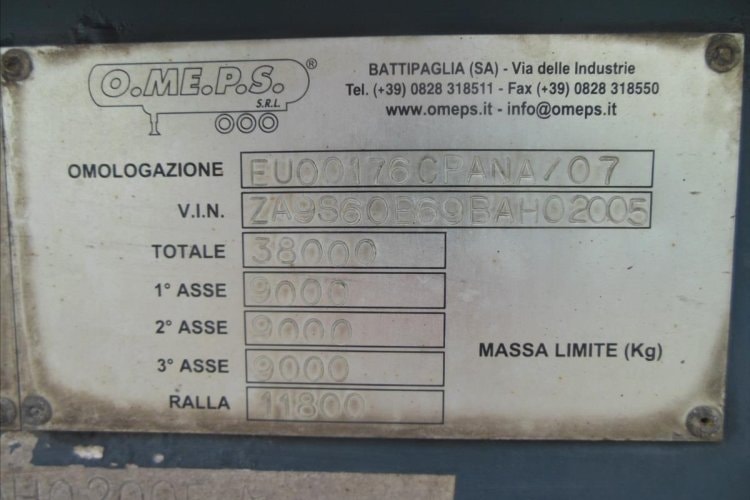 O.ME.P.S.®
S.R.L.
BATTIPAGLIA (SA) - Via delle Industrie
Tel. (+39) 0828 318511 - Fax (+39) 0828 318550
www.omeps.it - info@omeps.it
OMOLOGAZIONE EU00176CPANA/07
V.I.N. ZA9S60P69BAH02005
TOTALE 38000
1° ASSE 9000
2° ASSE 9000
3° ASSE 9000
RALLA 11800
MASSA LIMITE (Kg)